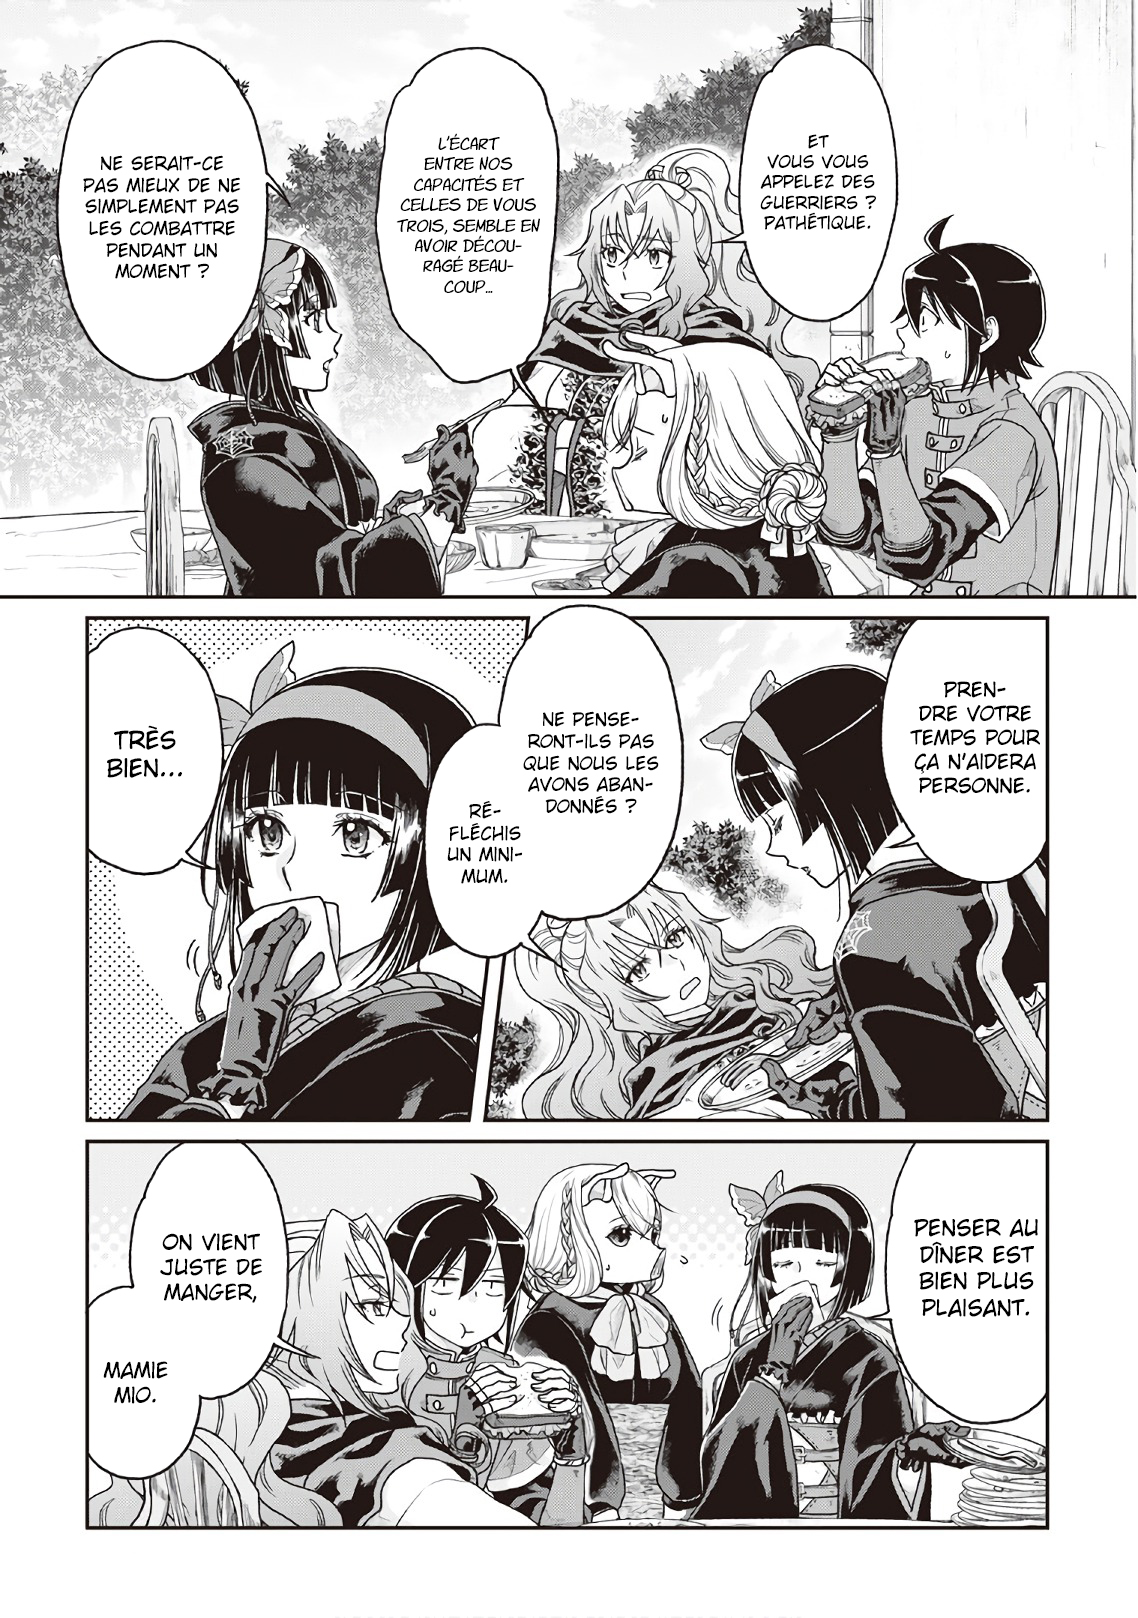 ET
VOUS VOUS
APPELEZ DES
GUERRIERS ?
PATHÉTIQUE.
L'ÉCART
ENTRE NOS
CAPACITÉS ET
CELLES DE VOUS
TROIS, SEMBLE EN
AVOIR DÉCOU-
RAGÉ BEAU-
COUP...
NE SERAIT-CE
PAS MIEUX DE NE
SIMPLEMENT PAS
LES COMBATTRE
PENDANT UN
MOMENT ?
PREN-
DRE VOTRE
TEMPS POUR
ÇA N'AIDERA
PERSONNE.
NE PENSE-
RONT-ILS PAS
QUE NOUS LES
AVONS ABAN-
DONNÉS ?
RÉ-
FLÉCHIS
UN MINI-
MUM.
TRÈS
BIEN...
PENSER AU
DÎNER EST
BIEN PLUS
PLAISANT.
ON VIENT
JUSTE DE
MANGER,
MAMIE
MIO.